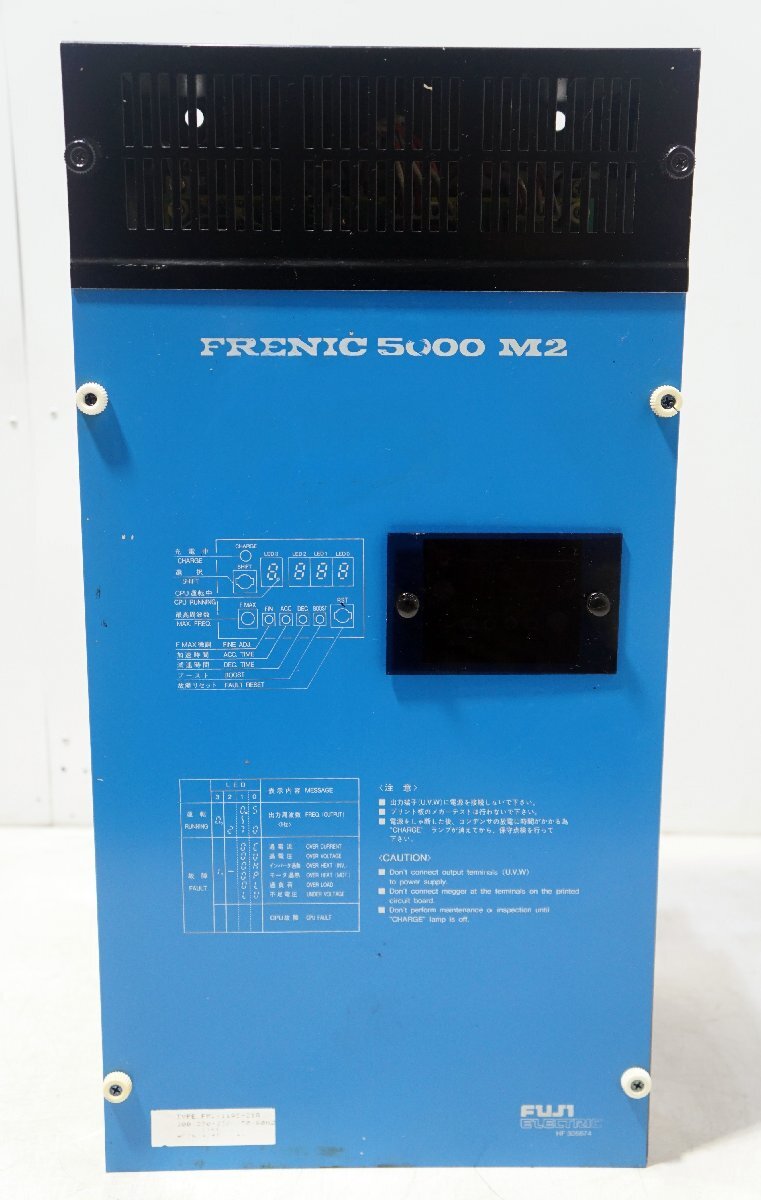 FRENIC 5000 M2
充電中
CHARGE
選択
SHIFT
CPU運転中
CPU RUNNING
最高周波数
MAX. FREQ.
CHARGE
LED 3 LED 2 LED 1 LED 0
SHIFT
F.MAX FIN ACC DEC BOOST RST
F.MAX微調 FINE ADJ.
加速時間 ACC. TIME
減速時間 DEC. TIME
ブースト BOOST
故障リセット FAULT RESET
LED
3 2 1 0
表示内容 MESSAGE
運転
RUNNING
出力周波数 FREQ.(OUTPUT)
(Hz)
故障
FAULT
過電流 OVER CURRENT
過電圧 OVER VOLTAGE
インバータ過熱 OVER HEAT (INV.)
モータ過熱 OVER HEAT (MOT.)
過負荷 OVER LOAD
不足電圧 UNDER VOLTAGE
CPU故障 CPU FAULT
〈注 意〉
■ 出力端子(U.V.W)に電源を接続しないで下さい。
■ プリント板のメガーテストは行わないで下さい。
■ 電源をしゃ断した後、コンデンサの放電に時間がかかる為
"CHARGE" ランプが消えてから、保守点検を行って
下さい。
〈CAUTION〉
■ Don't connect output terminals (U.V.W)
to power supply.
■ Don't connect megger at the terminals on the printed
circuit board.
■ Don't perform maintenance or inspection until
"CHARGE" lamp is off.
TYPE
FUJI
ELECTRIC
HF 305674